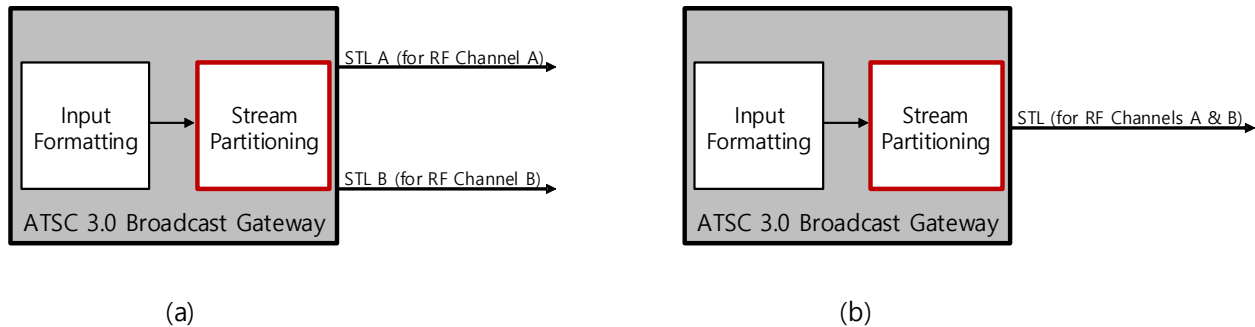 STL A (for RF Channel A)
Input
Formatting
Stream
Partitioning
STL B (for RF Channel B)
ATSC 3.0 Broadcast Gateway
(a)
Input
Formatting
Stream
Partitioning
STL (for RF Channels A & B)
ATSC 3.0 Broadcast Gateway
(b)